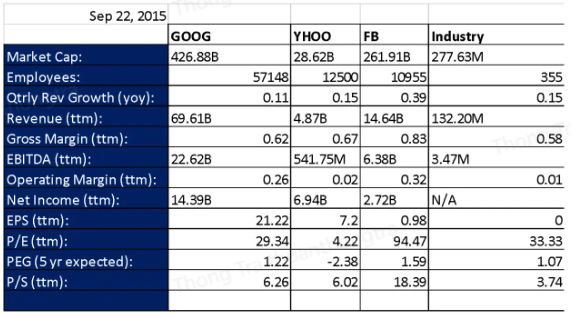 Sep 22, 2015
GOOG YHOO FB Industry
Market Cap: 426.88B 28.62B 261.91B 277.63M
Employees: 57148 12500 10955 355
Qtrly Rev Growth (yoy): 0.11 0.15 0.39 0.15
Revenue (ttm): 69.61B 4.87B 14.64B 132.20M
Gross Margin (ttm): 0.62 0.67 0.83 0.58
EBITDA (ttm): 22.62B 541.75M 6.38B 3.47M
Operating Margin (ttm): 0.26 0.02 0.32 0.01
Net Income (ttm): 14.39B 6.94B 2.72B N/A
EPS (ttm): 21.22 7.2 0.98 0
P/E (ttm): 29.34 4.22 94.47 33.33
PEG (5 yr expected): 1.22 -2.38 1.59 1.07
P/S (ttm): 6.26 6.02 18.39 3.74